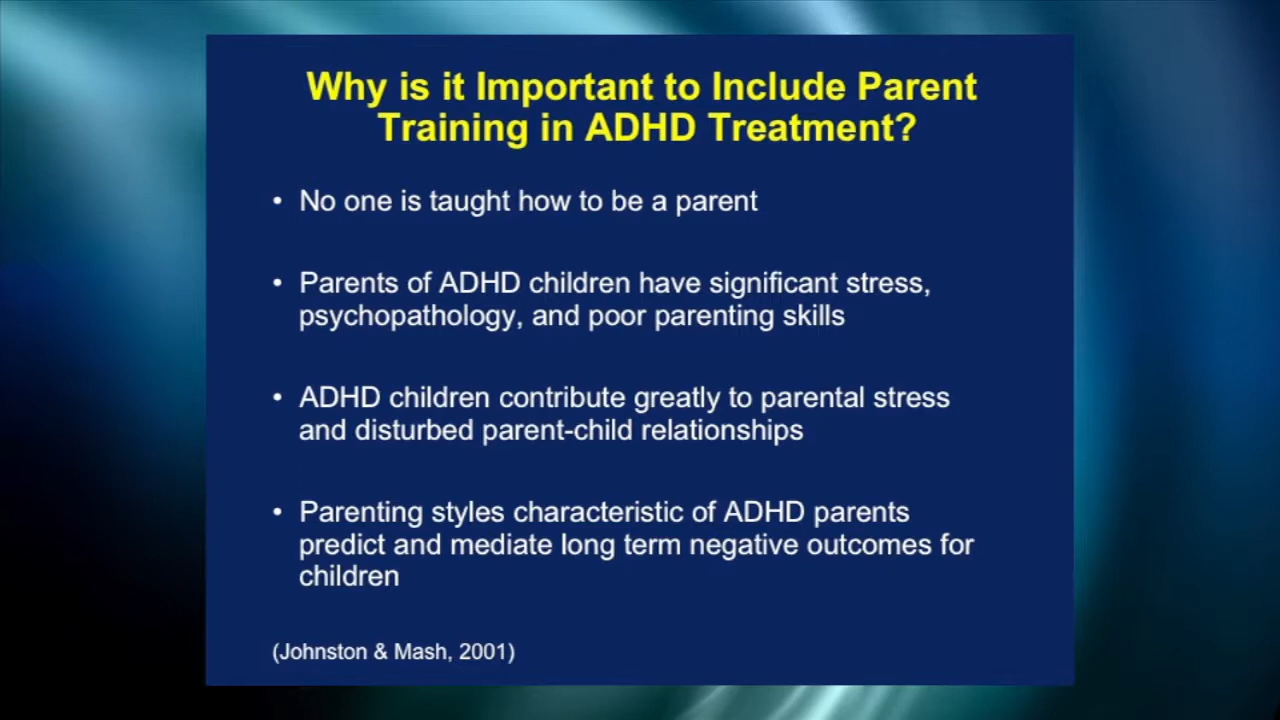 Why is it Important to Include Parent
Training in ADHD Treatment?
• No one is taught how to be a parent
• Parents of ADHD children have significant stress,
psychopathology, and poor parenting skills
• ADHD children contribute greatly to parental stress
and disturbed parent-child relationships
• Parenting styles characteristic of ADHD parents
predict and mediate long term negative outcomes for
children
(Johnston & Mash, 2001)